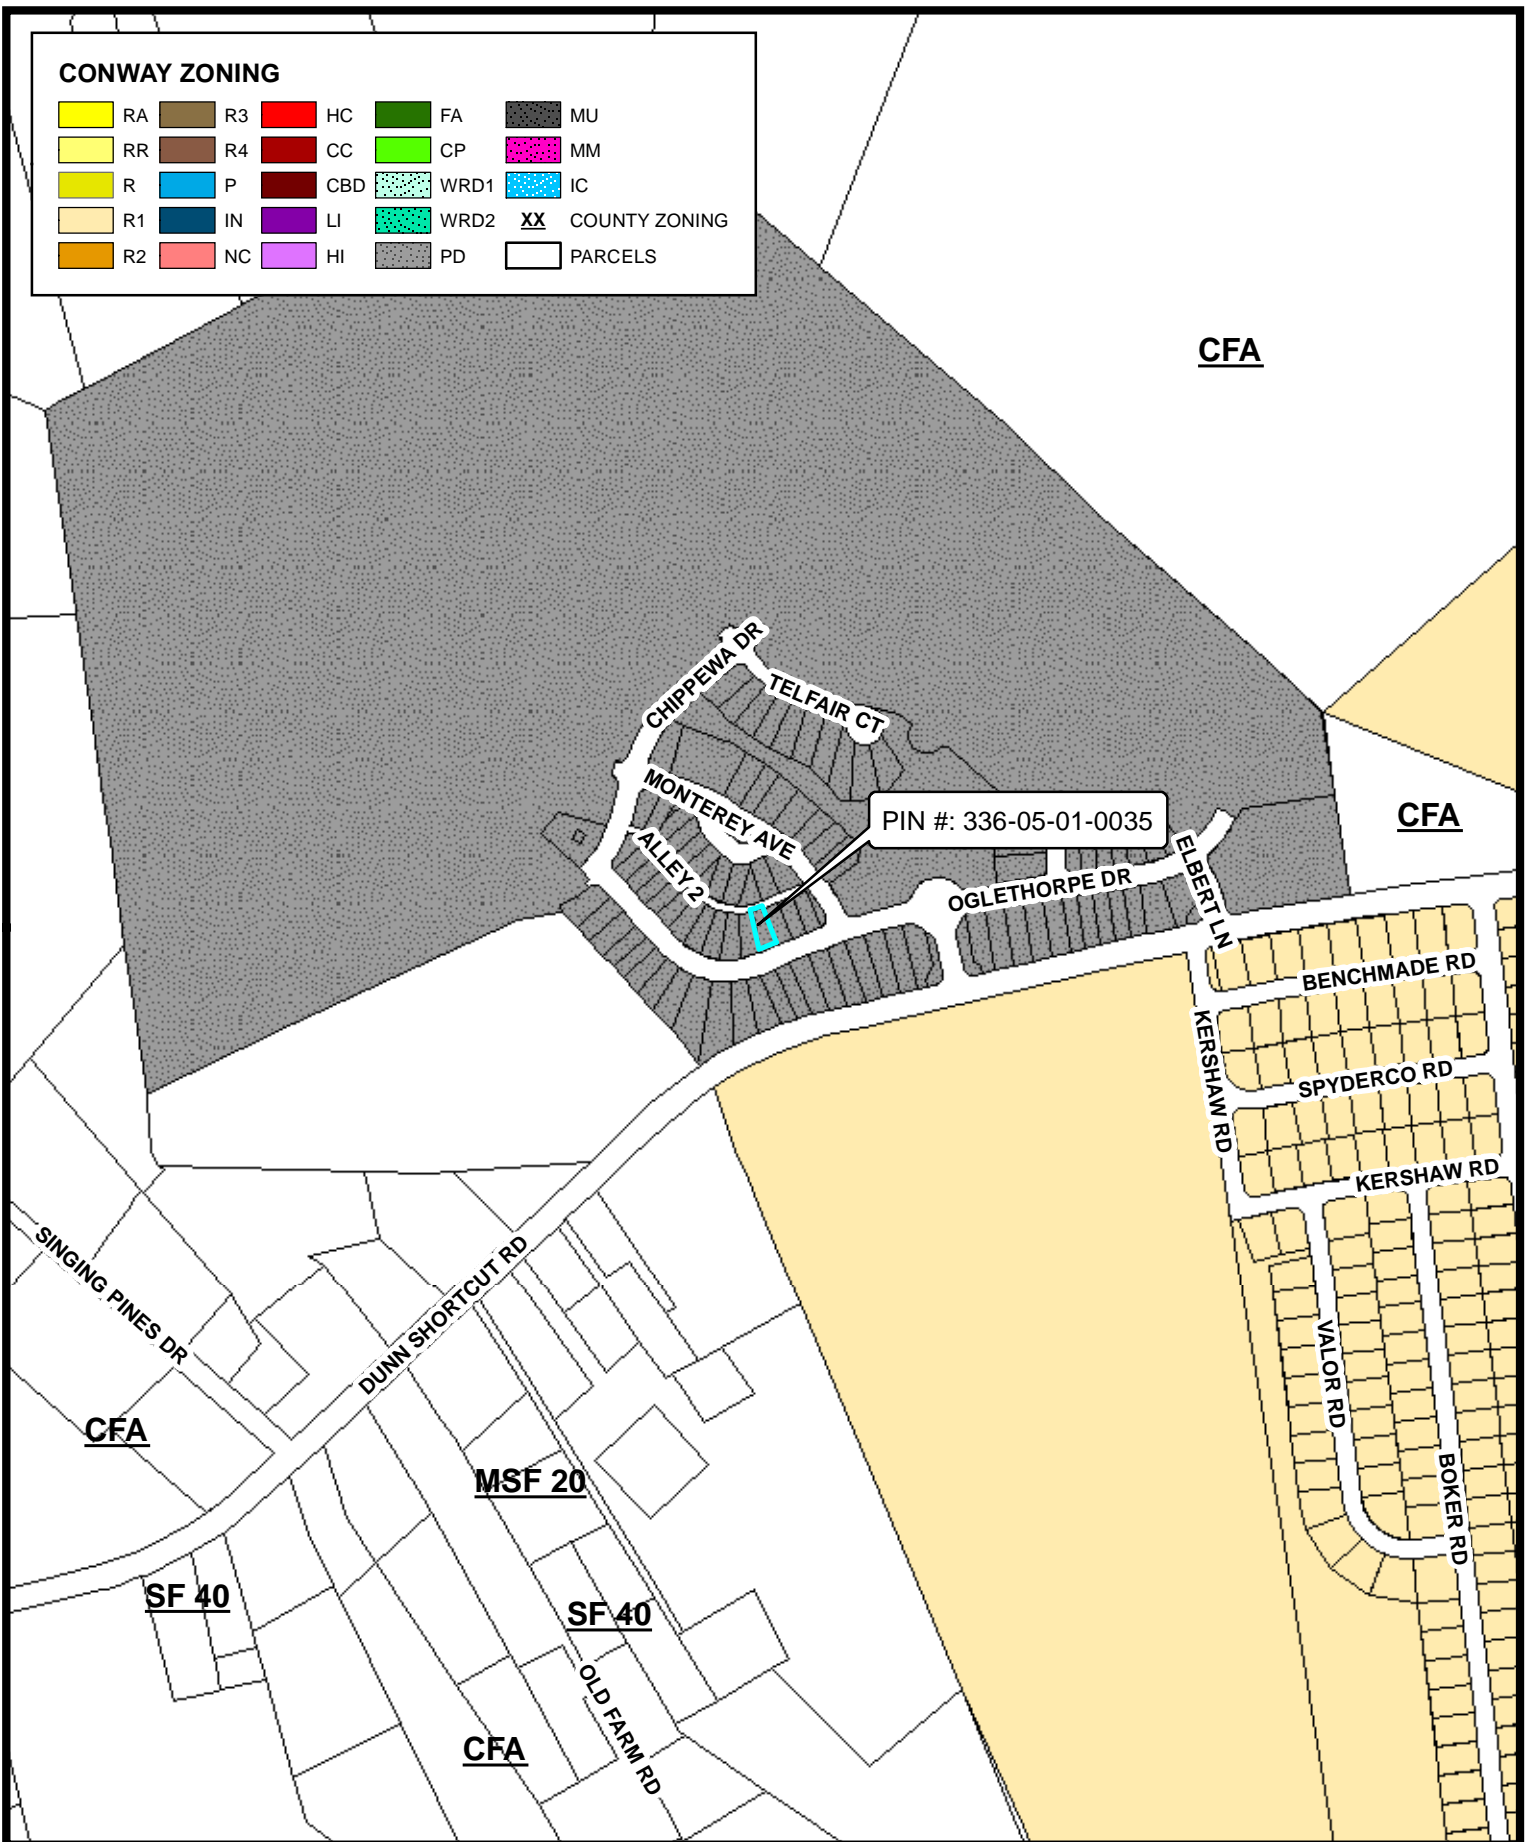 CONWAY ZONING
RA R3 HC FA MU
RR R4 CC CP MM
R P CBD WRD1 IC
R1 IN LI WRD2 XX COUNTY ZONING
R2 NC HI PD PARCELS
CFA
CHIPPEWA DR
TELFAIR CT
MONTEREY AVE
PIN #: 336-05-01-0035
CFA
ALLEY 2
ELBERT LN
OGLETHORPE DR
BENCHMADE RD
KERSHAW RD
SPYDERCO RD
KERSHAW RD
SINGING PINES DR
DUNN SHORTCUT RD
VALOR RD
CFA
MSF 20
BOKER RD
SF 40
SF 40
OLD FARM RD
CFA